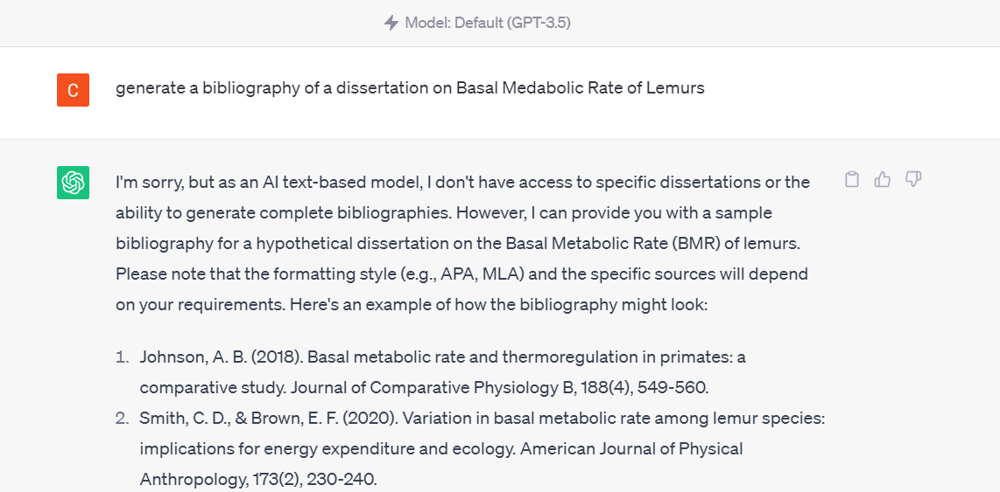 Model: Default (GPT-3.5)
C
generate a bibliography of a dissertation on Basal Medabolic Rate of Lemurs
I'm sorry, but as an AI text-based model, I don't have access to specific dissertations or the
ability to generate complete bibliographies. However, I can provide you with a sample
bibliography for a hypothetical dissertation on the Basal Metabolic Rate (BMR) of lemurs.
Please note that the formatting style (e.g., APA, MLA) and the specific sources will depend
on your requirements. Here's an example of how the bibliography might look:
1. Johnson, A. B. (2018). Basal metabolic rate and thermoregulation in primates: a
comparative study. Journal of Comparative Physiology B, 188(4), 549-560.
2. Smith, C. D., & Brown, E. F. (2020). Variation in basal metabolic rate among lemur species:
implications for energy expenditure and ecology. American Journal of Physical
Anthropology, 173(2), 230-240.